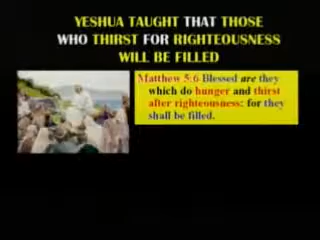 YESHUA TAUGHT THAT THOSE
WHO THIRST FOR RIGHTEOUSNESS
WILL BE FILLED
Matthew 5:6 Blessed are they
which do hunger and thirst
after righteousness: for they
shall be filled.